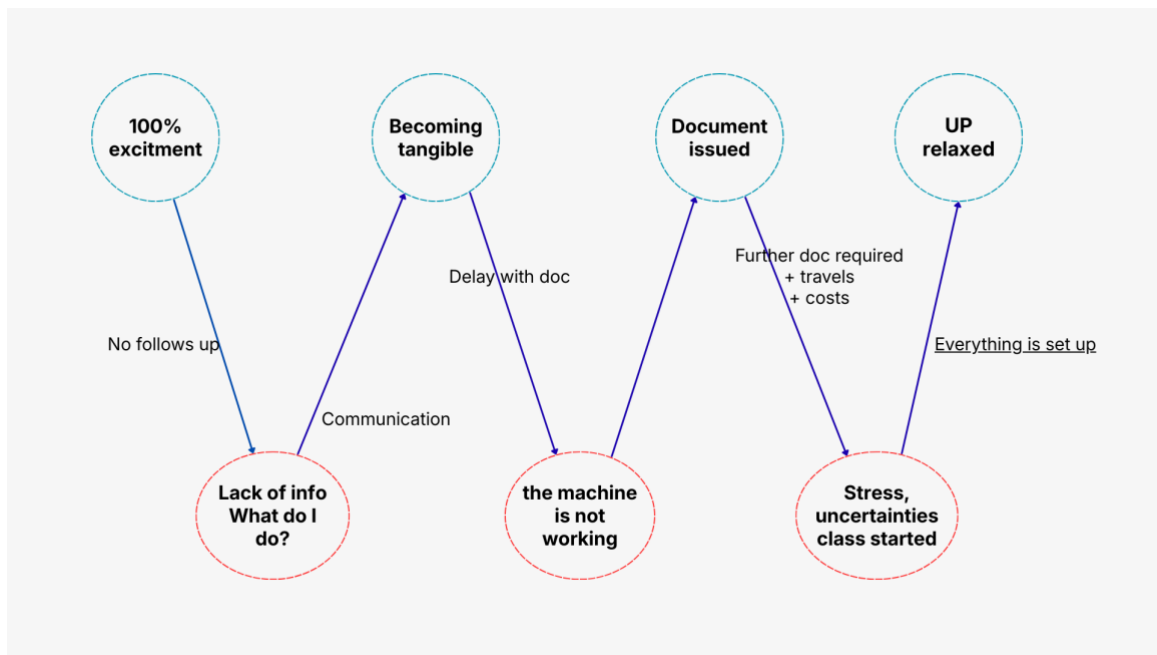 100%
excitment
Becoming
tangible
Document
issued
UP
relaxed
Further doc required
+ travels
+ costs
Delay with doc
No follows up
Everything is set up
Communication
Lack of info
What do I
do?
the machine
is not
working
Stress,
uncertainties
class started